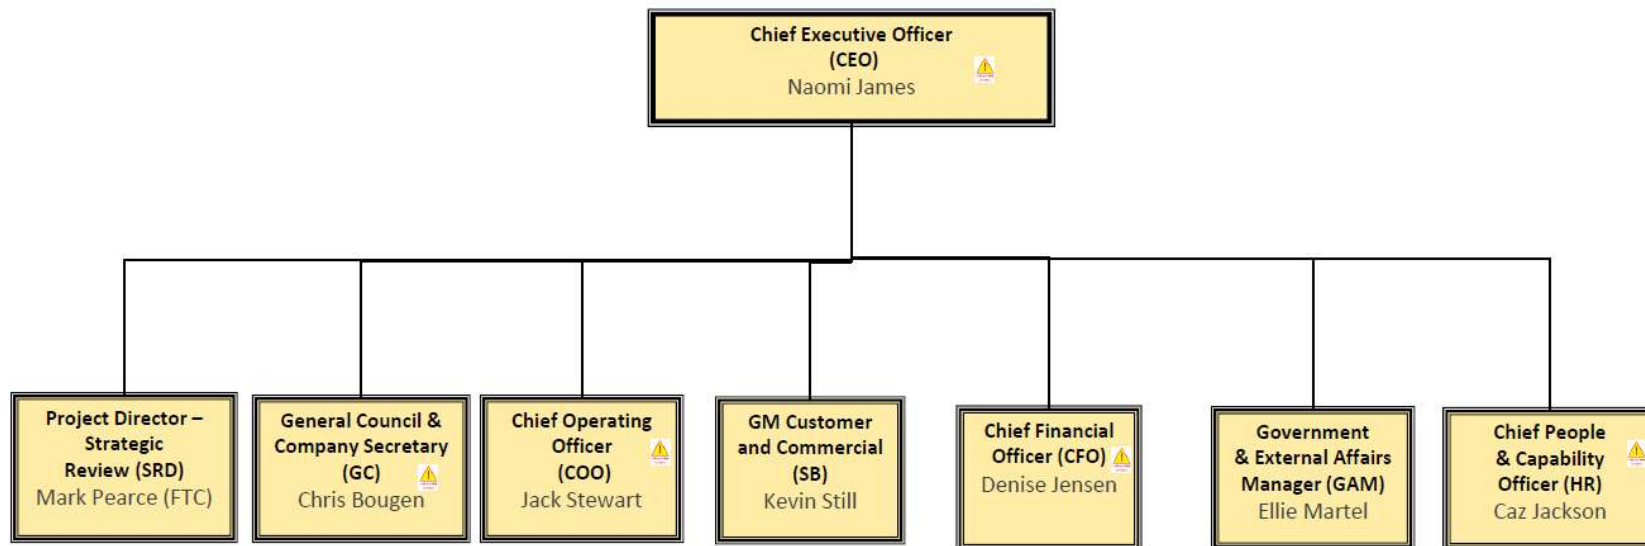 Chief Executive Officer
(CEO)
Naomi James
Project Director –
Strategic
Review (SRD)
Mark Pearce (FTC)
General Council &
Company Secretary
(GC)
Chris Bougen
Chief Operating
Officer
(COO)
Jack Stewart
GM Customer
and Commercial
(SB)
Kevin Still
Chief Financial
Officer (CFO)
Denise Jensen
Government
& External Affairs
Manager (GAM)
Ellie Martel
Chief People
& Capability
Officer (HR)
Caz Jackson